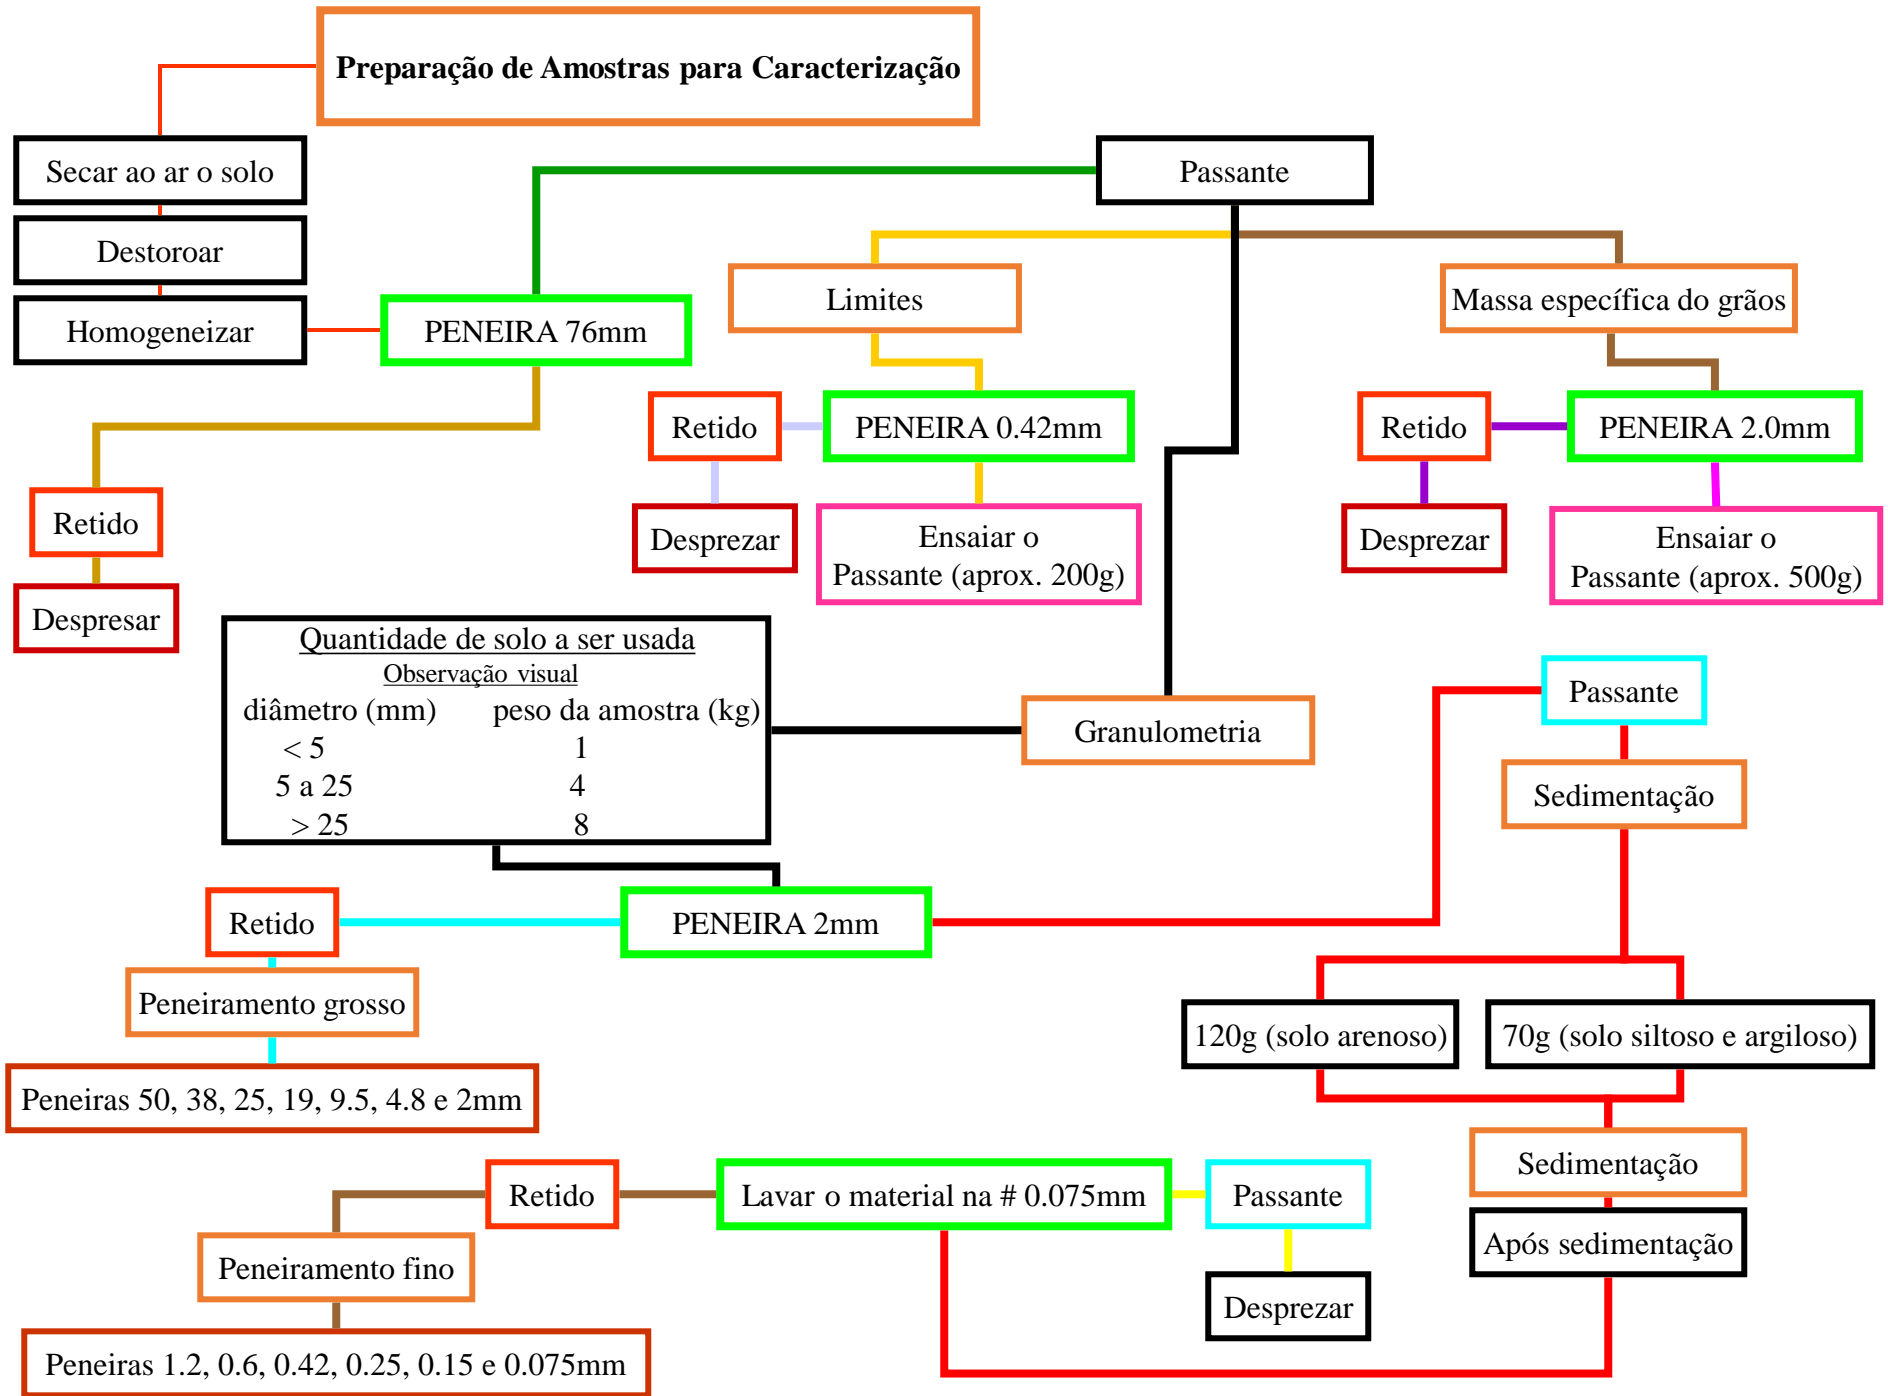 Preparação de Amostras para Caracterização
Secar ao ar o solo
Destoroar
Homogeneizar
PENEIRA 76mm
Passante
Limites
Massa específica do grãos
Retido
PENEIRA 0.42mm
Retido
PENEIRA 2.0mm
Retido
Desprezar
Ensaiar o
Passante (aprox. 200g)
Desprezar
Ensaiar o
Passante (aprox. 500g)
Despresar
Quantidade de solo a ser usada
Observação visual
diâmetro (mm) peso da amostra (kg)
< 5 1
5 a 25 4
> 25 8
Granulometria
Passante
Sedimentação
Retido
PENEIRA 2mm
Peneiramento grosso
120g (solo arenoso)
70g (solo siltoso e argiloso)
Peneiras 50, 38, 25, 19, 9.5, 4.8 e 2mm
Sedimentação
Retido
Lavar o material na # 0.075mm
Passante
Após sedimentação
Peneiramento fino
Desprezar
Peneiras 1.2, 0.6, 0.42, 0.25, 0.15 e 0.075mm